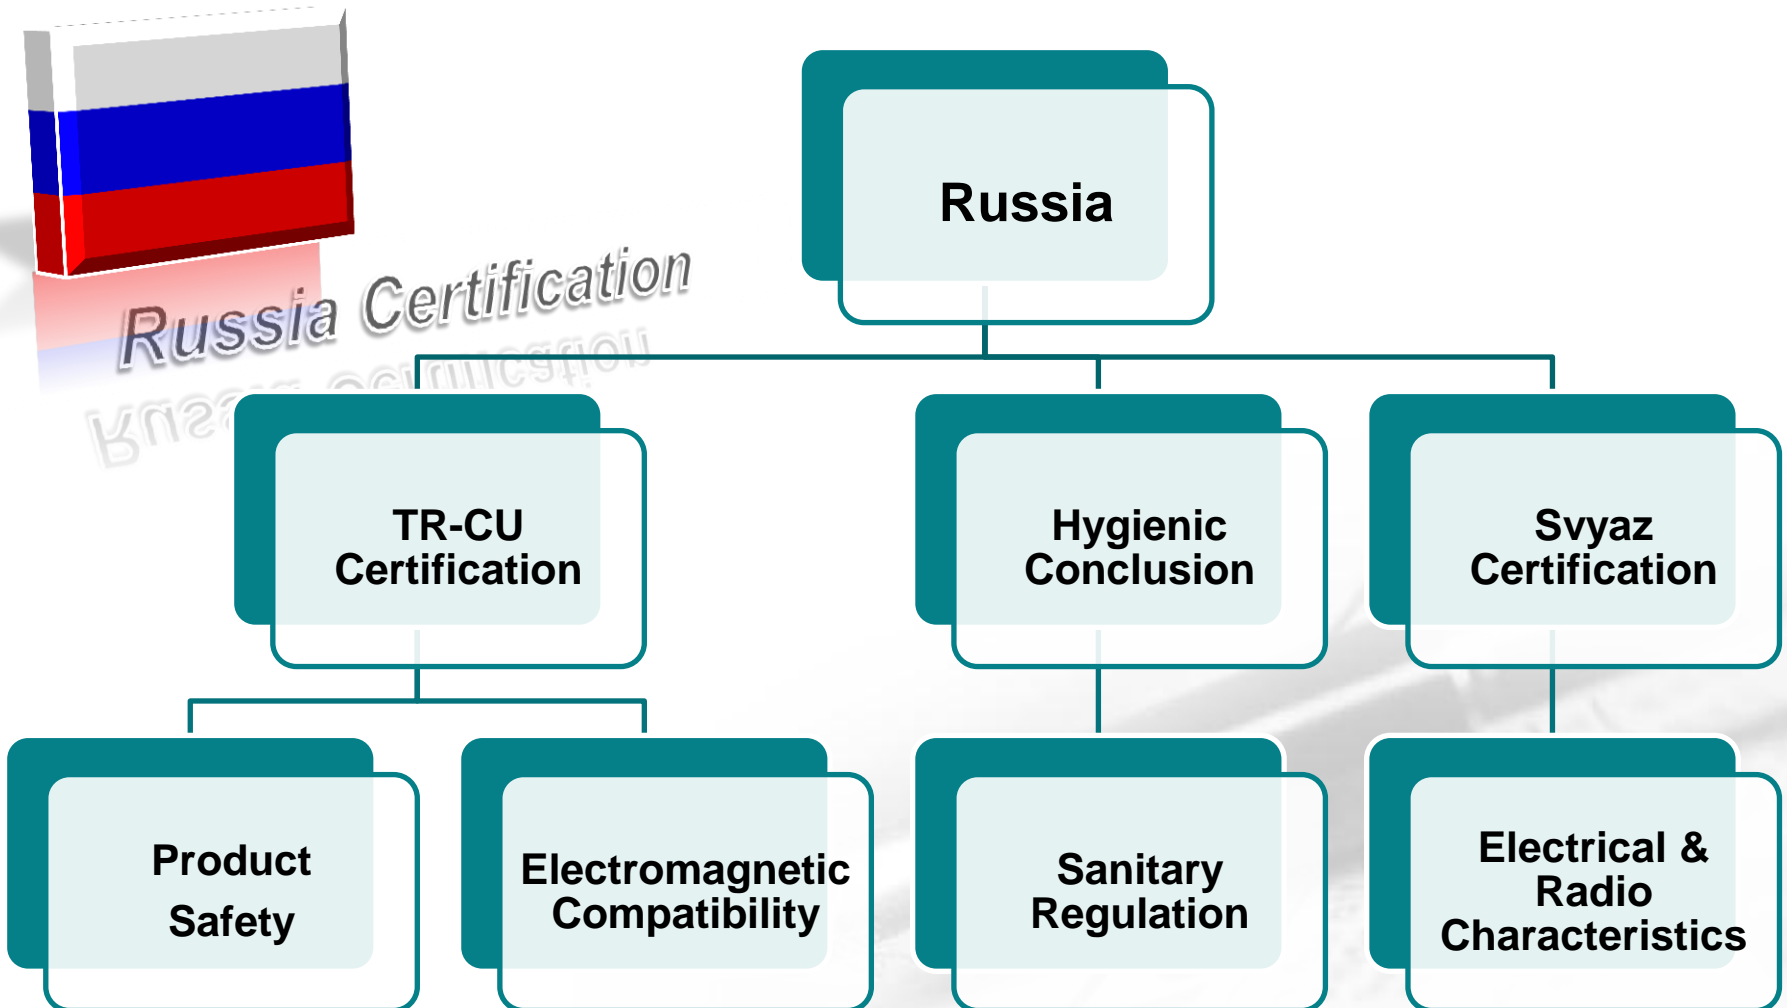 Russia Certification
Russia
TR-CU
Certification
Hygienic
Conclusion
Svyaz
Certification
Product
Safety
Electromagnetic
Compatibility
Sanitary
Regulation
Electrical &
Radio
Characteristics